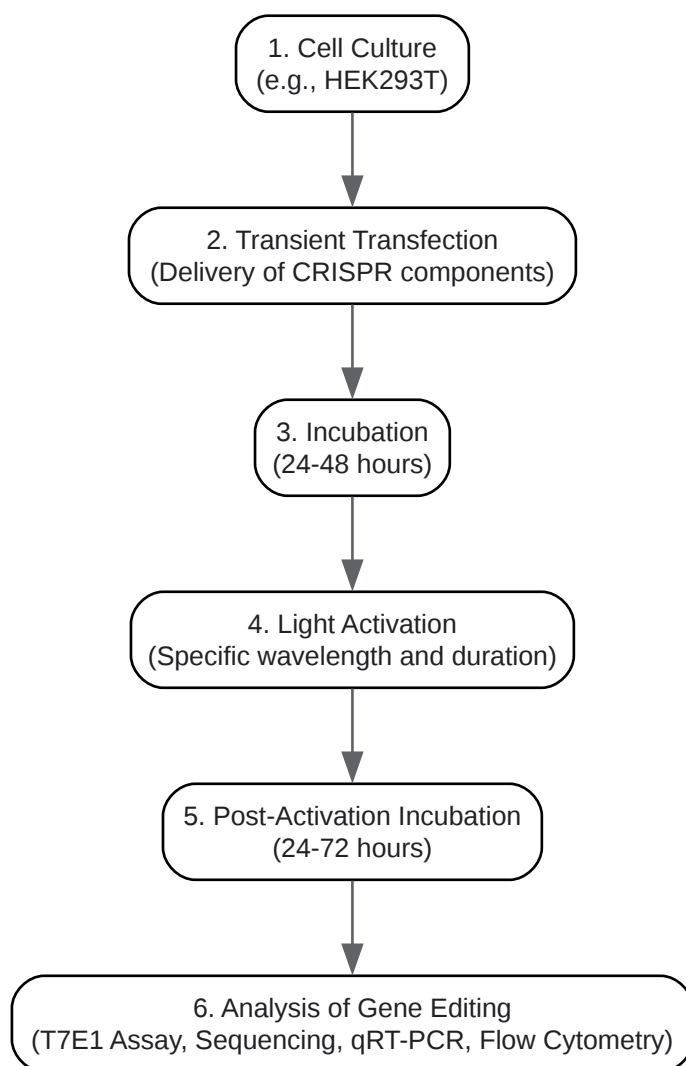 1. Cell Culture
(e.g., HEK293T)
2. Transient Transfection
(Delivery of CRISPR components)
3. Incubation
(24-48 hours)
4. Light Activation
(Specific wavelength and duration)
5. Post-Activation Incubation
(24-72 hours)
6. Analysis of Gene Editing
(T7E1 Assay, Sequencing, qRT-PCR, Flow Cytometry)